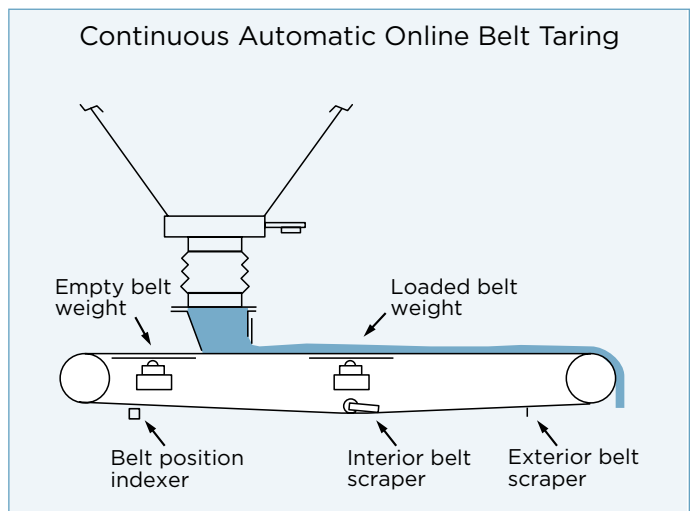 Continuous Automatic Online Belt Taring
Empty belt
weight
Loaded belt
weight
Belt position
indexer
Interior belt
scraper
Exterior belt
scraper